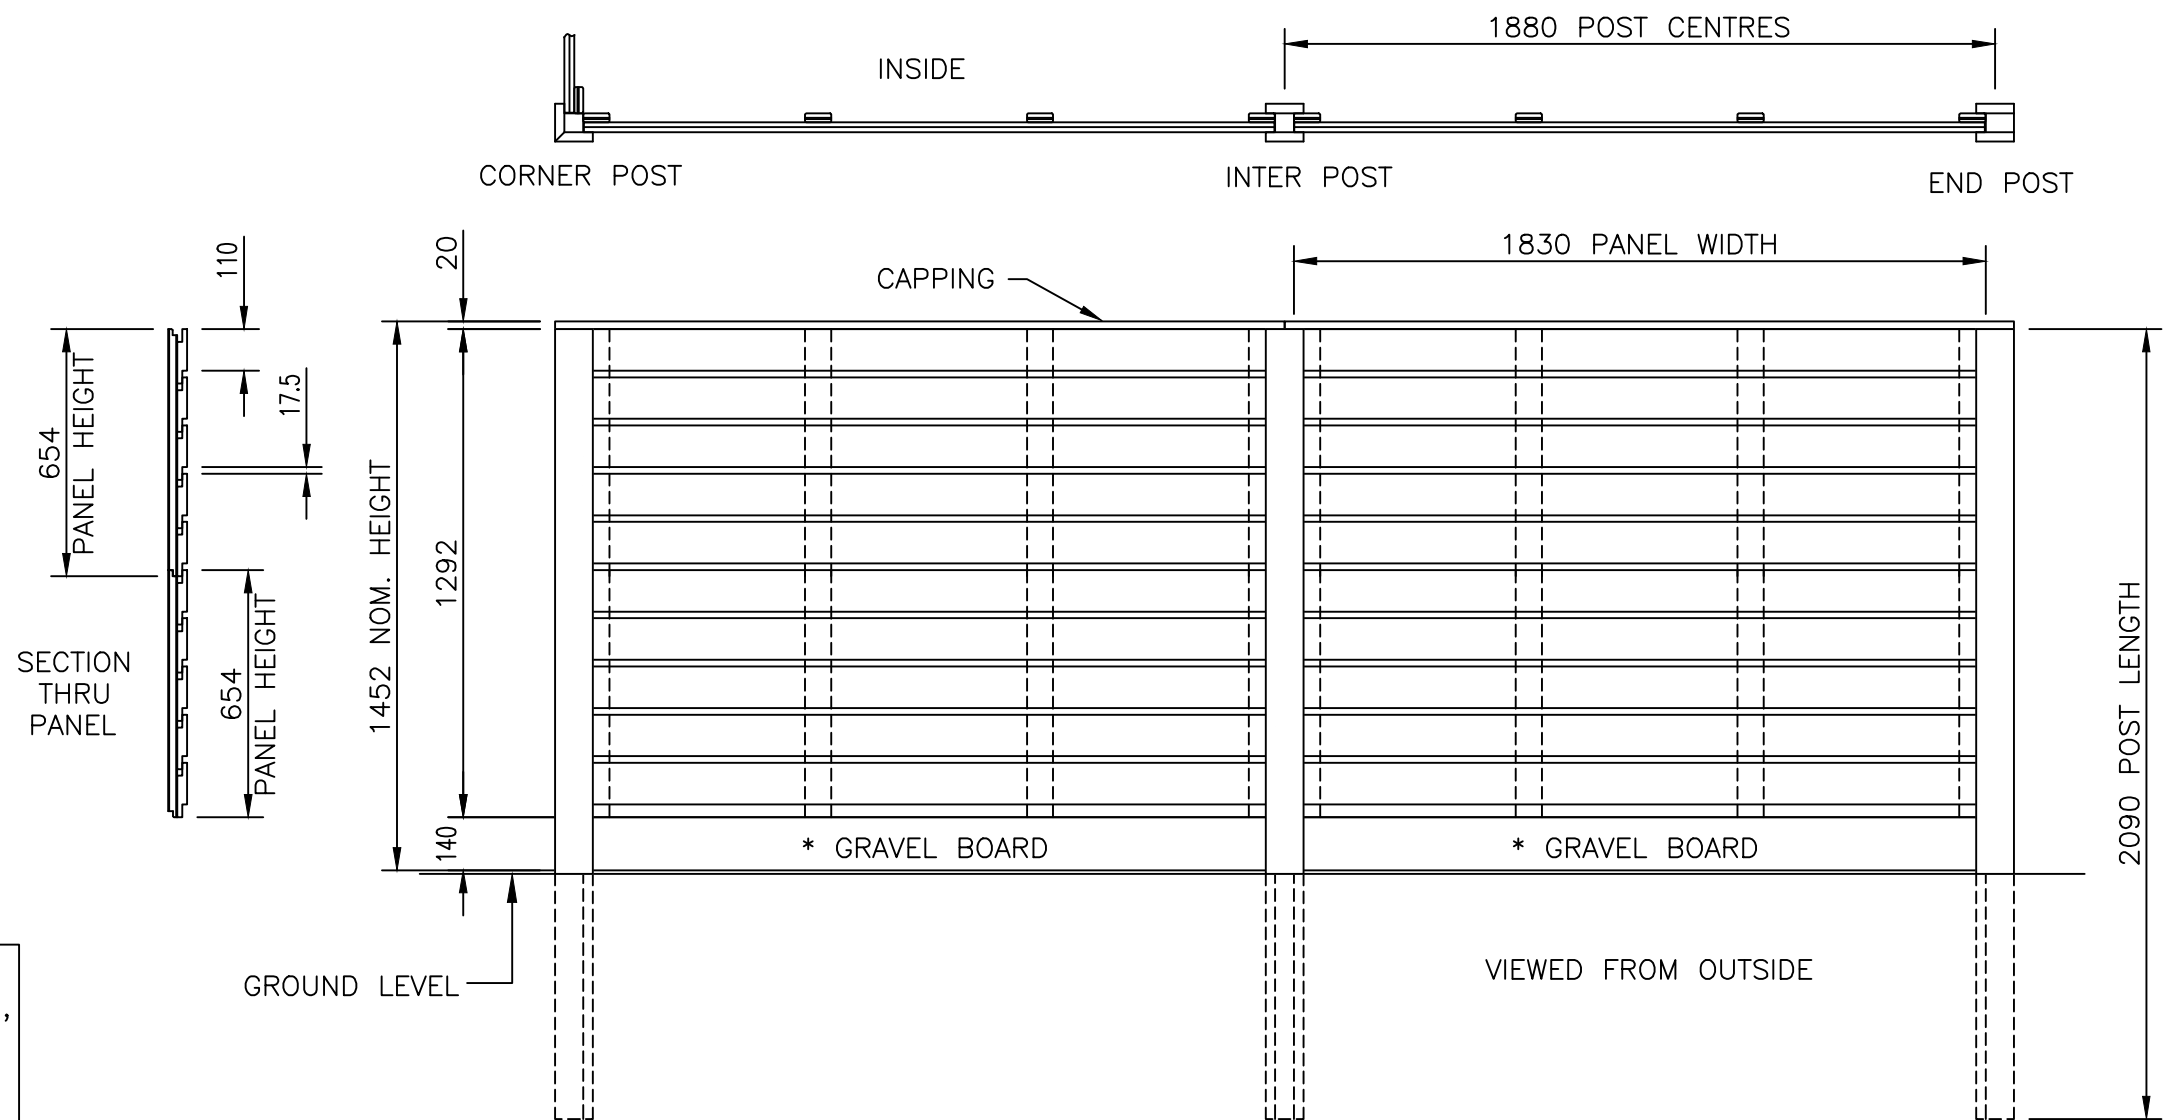 1880 POST CENTRES
INSIDE
CORNER POST
INTER POST
END POST
110
20
CAPPING
1830 PANEL WIDTH
654
PANEL HEIGHT
17.5
1452 NOM. HEIGHT
1292
2090 POST LENGTH
654
PANEL HEIGHT
SECTION
THRU
PANEL
140
* GRAVEL BOARD
* GRAVEL BOARD
GROUND LEVEL
VIEWED FROM OUTSIDE
,